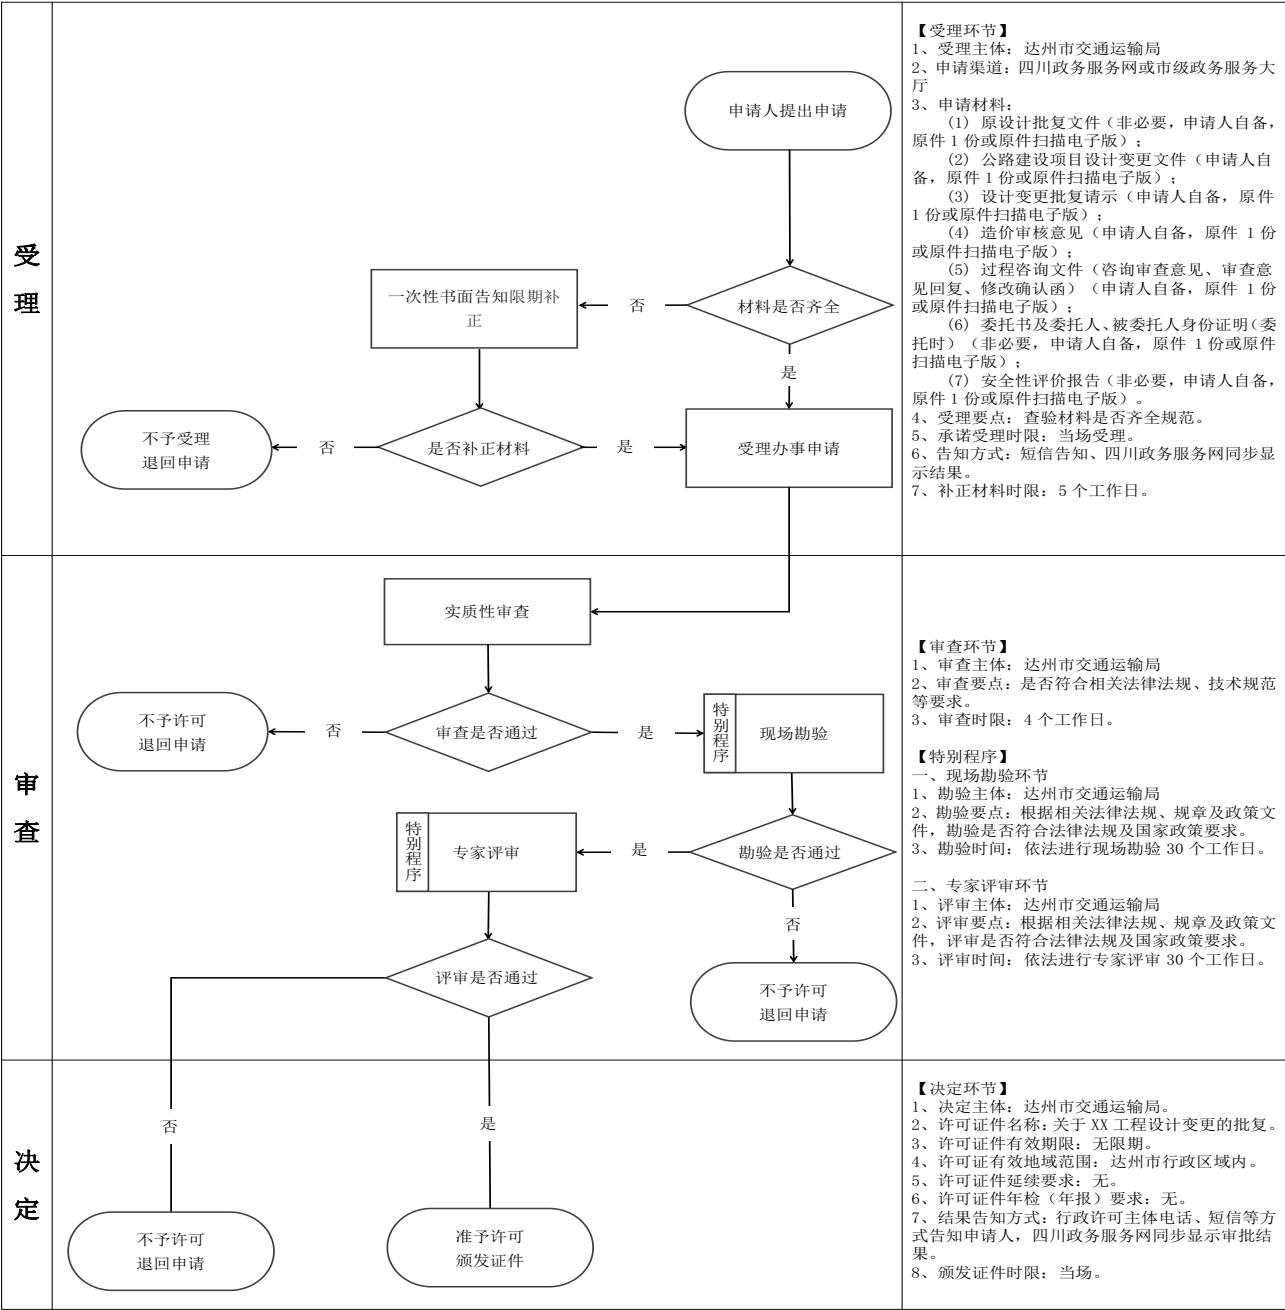 受
理
申请人提出申请
材料是否齐全
否
一次性书面告知限期补
正
是
是否补正材料
否
不予受理
退回申请
是
受理办事申请
【受理环节】
1、受理主体：达州市交通运输局
2、申请渠道：四川政务服务网或市级政务服务大
厅
3、申请材料：
（1）原设计批复文件（非必要，申请人自备，
原件 1 份或原件扫描电子版）；
（2）公路建设项目设计变更文件（申请人自
备，原件 1 份或原件扫描电子版）；
（3）设计变更批复请示（申请人自备，原件
1 份或原件扫描电子版）；
（4）造价审核意见（申请人自备，原件 1 份
或原件扫描电子版）；
（5）过程咨询文件（咨询审查意见、审查意
见回复、修改确认函）（申请人自备，原件 1 份
或原件扫描电子版）；
（6）委托书及委托人、被委托人身份证明（委
托时）（非必要，申请人自备，原件 1 份或原件
扫描电子版）；
（7）安全性评价报告（非必要，申请人自备，
原件 1 份或原件扫描电子版）。
4、受理要点：查验材料是否齐全规范。
5、承诺受理时限：当场受理。
6、告知方式：短信告知、四川政务服务网同步显
示结果。
7、补正材料时限：5 个工作日。
审
查
实质性审查
审查是否通过
否
不予许可
退回申请
是
特别程序
现场勘验
勘验是否通过
是
特别程序
专家评审
否
不予许可
退回申请
评审是否通过
【审查环节】
1、审查主体：达州市交通运输局
2、审查要点：是否符合相关法律法规、技术规范
等要求。
3、审查时限：4 个工作日。
【特别程序】
一、现场勘验环节
1、勘验主体：达州市交通运输局
2、勘验要点：根据相关法律法规、规章及政策文
件，勘验是否符合法律法规及国家政策要求。
3、勘验时间：依法进行现场勘验 30 个工作日。
二、专家评审环节
1、评审主体：达州市交通运输局
2、评审要点：根据相关法律法规、规章及政策文
件，评审是否符合法律法规及国家政策要求。
3、评审时间：依法进行专家评审 30 个工作日。
决
定
否
是
不予许可
退回申请
准予许可
颁发证件
【决定环节】
1、决定主体：达州市交通运输局。
2、许可证件名称：关于 XX 工程设计变更的批复。
3、许可证件有效期限：无限期。
4、许可证有效地域范围：达州市行政区域内。
5、许可证件延续要求：无。
6、许可证件年检（年报）要求：无。
7、结果告知方式：行政许可主体电话、短信等方
式告知申请人，四川政务服务网同步显示审批结
果。
8、颁发证件时限：当场。